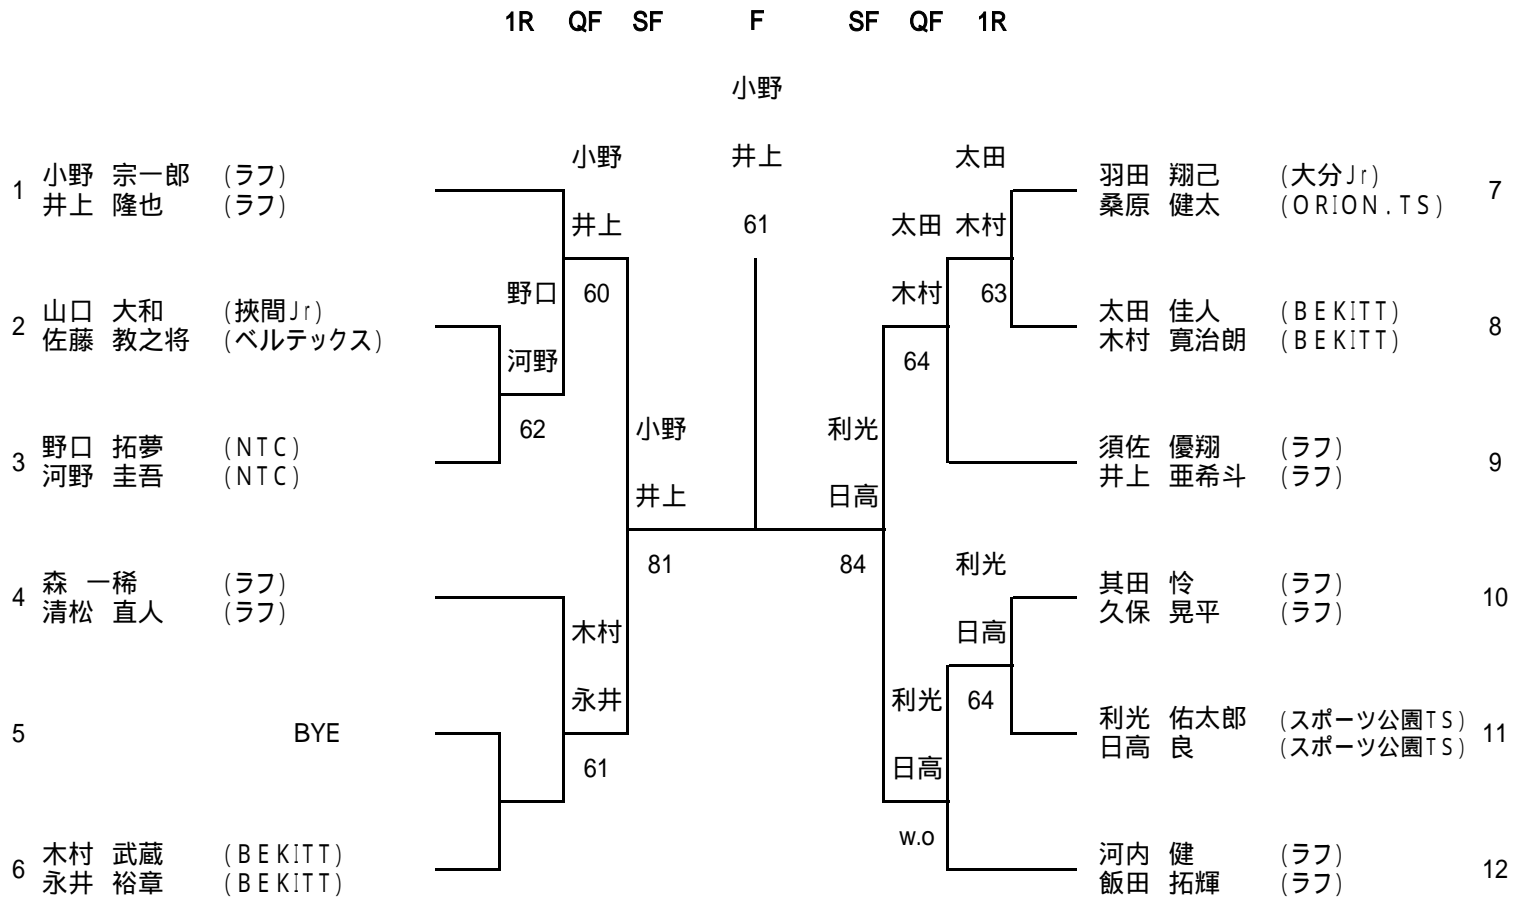 1R QF SF F SF QF 1R
小野
小野 井上 太田
1 小野 宗一郎 (ラフ) 羽田 翔己 (大分Jr) 7
井上 隆也 (ラフ) 桑原 健太 (ORION.TS)
井上 61 太田 木村
野口 60 木村 63
2 山口 大和 (挾間Jr) 太田 佳人 (BEKITT) 8
佐藤 教之将 (ベルテックス) 木村 寛治朗 (BEKITT)
河野 64
62 小野 利光
3 野口 拓夢 (NTC) 須佐 優翔 (ラフ) 9
河野 圭吾 (NTC) 井上 亜希斗 (ラフ)
井上 日高
81 84 利光
4 森 一稀 (ラフ) 其田 怜 (ラフ) 10
清松 直人 (ラフ) 久保 晃平 (ラフ)
木村 日高
永井 利光 64
5 BYE 利光 佑太郎 (スポーツ公園TS) 11
日高 良 (スポーツ公園TS)
61 日高
w.o
6 木村 武蔵 (BEKITT) 河内 健 (ラフ) 12
永井 裕章 (BEKITT) 飯田 拓輝 (ラフ)